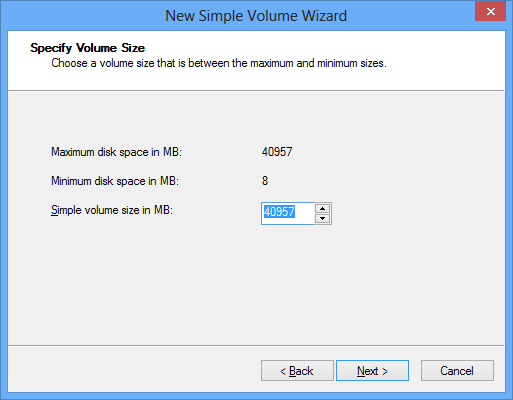 New Simple Volume Wizard
Specify Volume Size
Choose a volume size that is between the maximum and minimum sizes.
Maximum disk space in MB: 40957
Minimum disk space in MB: 8
Simple volume size in MB: 40957
< Back Next > Cancel